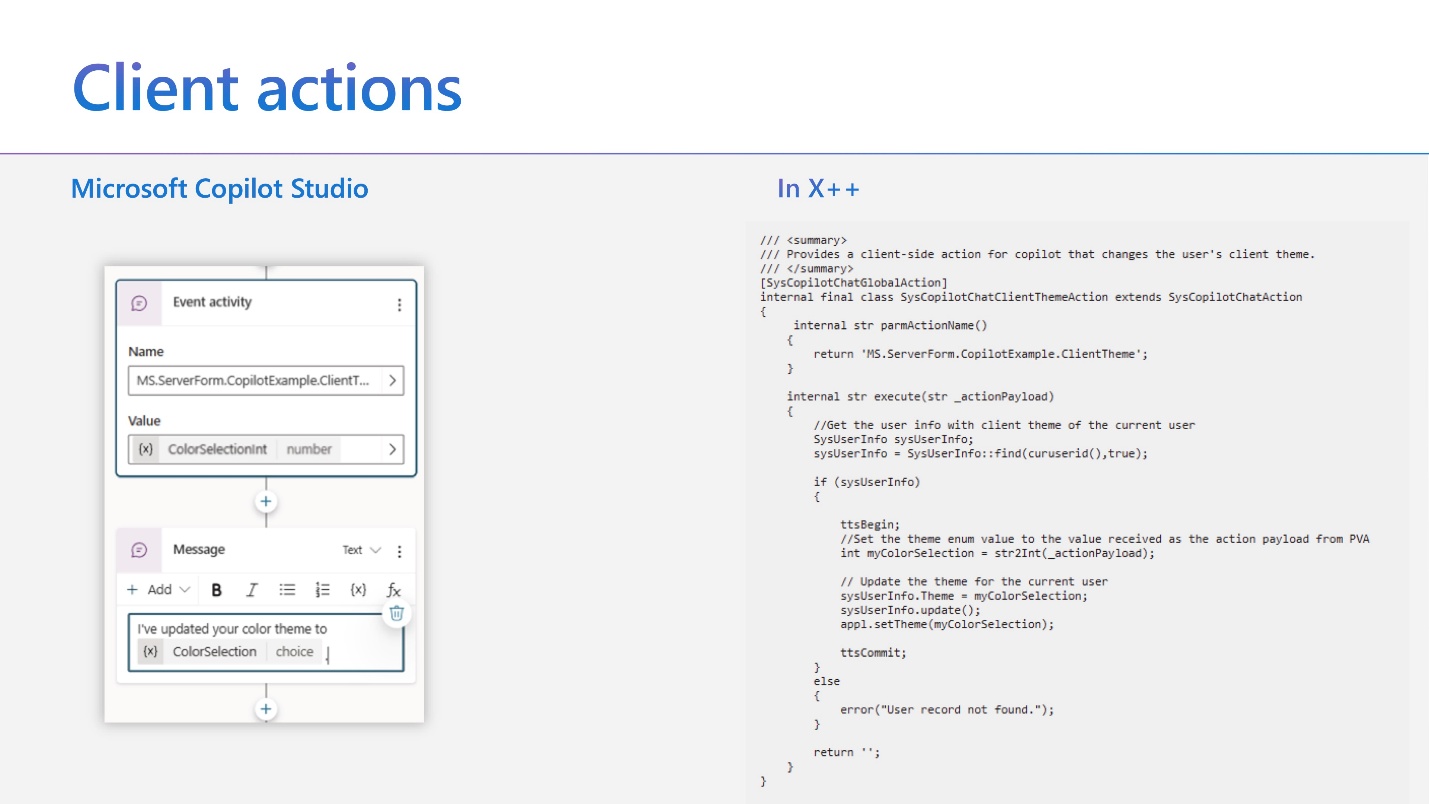 Client actions
Microsoft Copilot Studio
Event activity
Name
MS.ServerForm.CopilotExample.ClientT...
Value
{x} ColorSelectionInt number
Message Text
+ Add B I {x} fx
I've updated your color theme to
{x} ColorSelection choice .
In X++
/// <summary>
/// Provides a client-side action for copilot that changes the user's client theme.
/// </summary>
[SysCopilotChatGlobalAction]
internal final class SysCopilotChatClientThemeAction extends SysCopilotChatAction
{
     internal str parmActionName()
    {
        return 'MS.ServerForm.CopilotExample.ClientTheme';
    }
    internal str execute(str _actionPayload)
    {
        //Get the user info with client theme of the current user
        SysUserInfo sysUserInfo;
        sysUserInfo = SysUserInfo::find(curuserid(),true);
        if (sysUserInfo)
        {
            ttsBegin;
            //Set the theme enum value to the value received as the action payload from PVA
            int myColorSelection = str2Int(_actionPayload);
            // Update the theme for the current user
            sysUserInfo.Theme = myColorSelection;
            sysUserInfo.update();
            appl.setTheme(myColorSelection);
            ttsCommit;
        }
        else
        {
            error("User record not found.");
        }
        return '';
    }
}